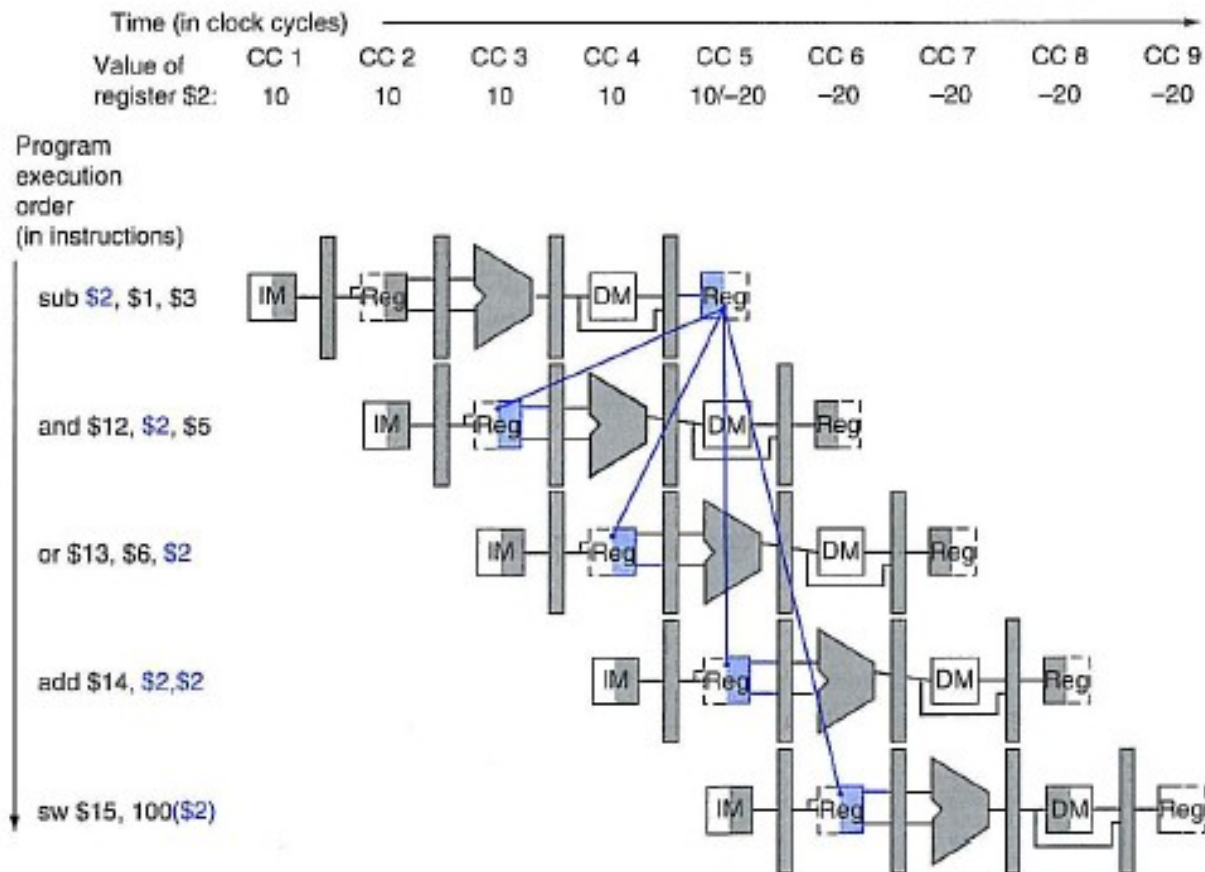 Time (in clock cycles)
CC 1 CC 2 CC 3 CC 4 CC 5 CC 6 CC 7 CC 8 CC 9
Value of
register $2: 10 10 10 10 10/–20 –20 –20 –20 –20
Program
execution
order
(in instructions)
sub $2, $1, $3
IM Reg DM Reg
and $12, $2, $5
IM Reg DM Reg
or $13, $6, $2
IM Reg DM Reg
add $14, $2,$2
IM Reg DM Reg
sw $15, 100($2)
IM Reg DM Reg